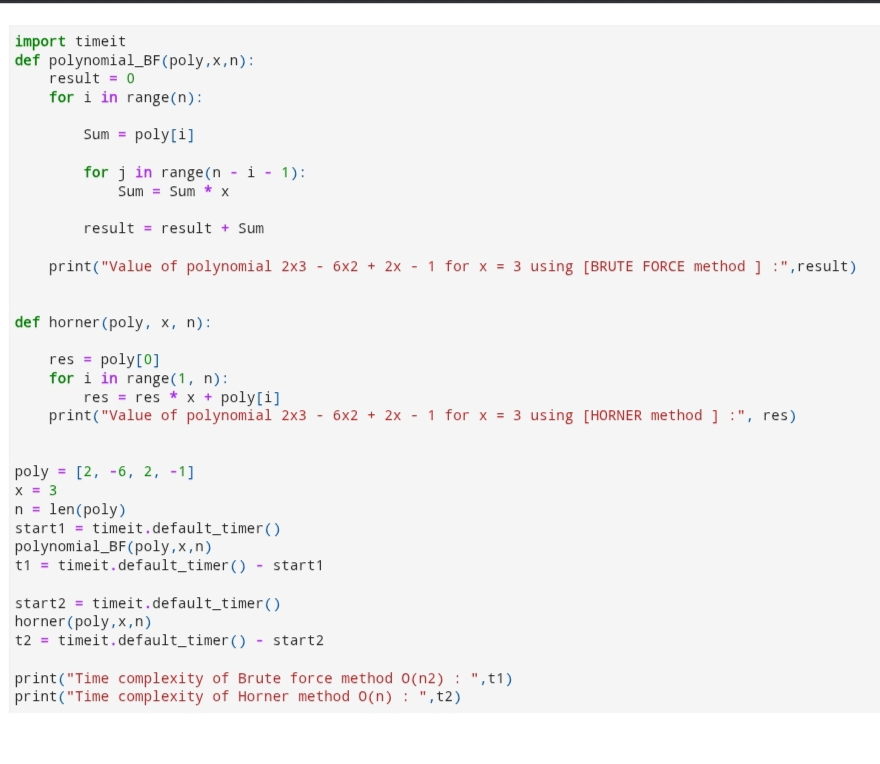 import timeit
def polynomial_BF(poly,x,n):
    result = 0
    for i in range(n):
        Sum = poly[i]
        for j in range(n - i - 1):
            Sum = Sum * x
        result = result + Sum
    print("Value of polynomial 2x3 - 6x2 + 2x - 1 for x = 3 using [BRUTE FORCE method ] :",result)
def horner(poly, x, n):
    res = poly[0]
    for i in range(1, n):
        res = res * x + poly[i]
    print("Value of polynomial 2x3 - 6x2 + 2x - 1 for x = 3 using [HORNER method ] :", res)
poly = [2, -6, 2, -1]
x = 3
n = len(poly)
start1 = timeit.default_timer()
polynomial_BF(poly,x,n)
t1 = timeit.default_timer() - start1
start2 = timeit.default_timer()
horner(poly,x,n)
t2 = timeit.default_timer() - start2
print("Time complexity of Brute force method O(n2) : ",t1)
print("Time complexity of Horner method O(n) : ",t2)